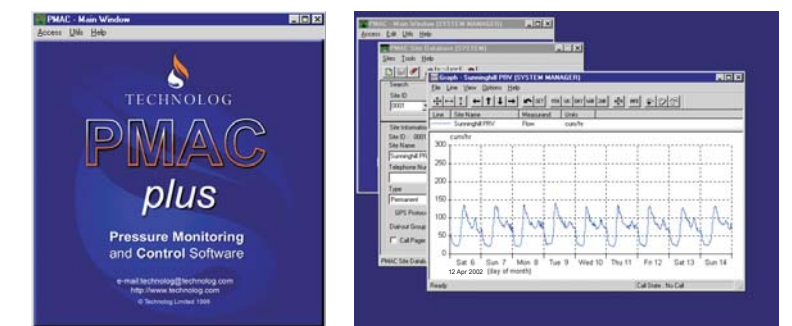 PMAC - Main Window
Access Utils Help
TECHNOLOG
PMAC
plus
Pressure Monitoring
and Control Software
e-mail:technolog@technolog.com
http://www.technolog.com
© Technolog Limited 1999
PMAC - Main Window (SYSTEM MANAGER)
Access Edit Utils Help
PMAC Site Database (SYSTEM)
Sites Tools Help
Search
Site ID
0001
Site Information
Site ID : 0001
Site Name
Sunninghill PR
Telephone Nu
Type
Permanent
GPS Protoco
Dialout Group
Call Pager
PMAC Site Datab
Graph - Sunninghill PRV (SYSTEM MANAGER)
File Line View Options Help
Line Site Name Measurand Units
Sunninghill PRV Flow cum/hr
cum/hr
300
250
200
150
100
50
0
Sat 6 Sun 7 Mon 8 Tue 9 Wed 10 Thu 11 Fri 12 Sat 13 Sun 14
12 Apr 2002 (day of month)
Ready Call State : No Call